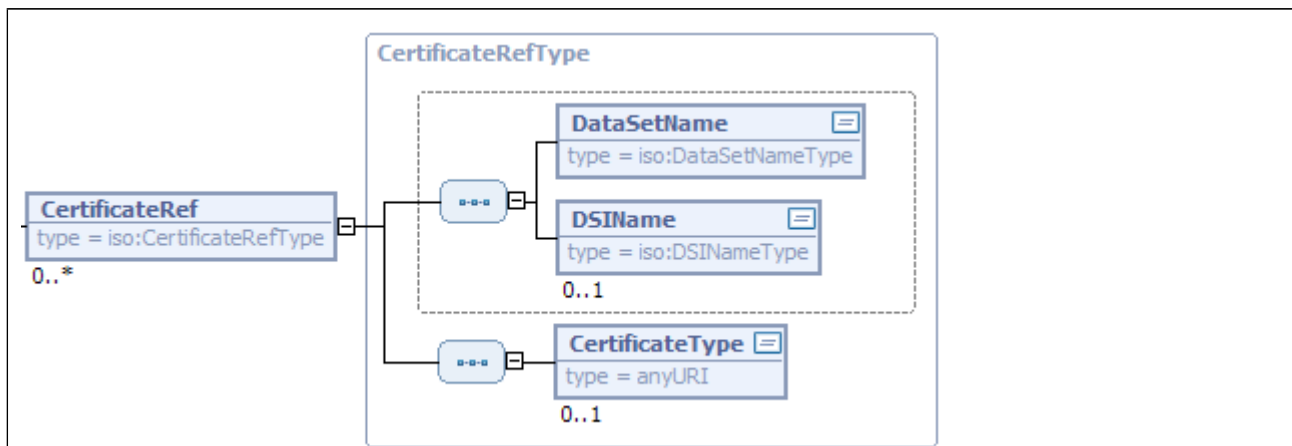 CertificateRefType
DataSetName
type = iso:DataSetNameType
DSIName
type = iso:DSINameType
0..1
CertificateRef
type = iso:CertificateRefType
0..*
CertificateType
type = anyURI
0..1